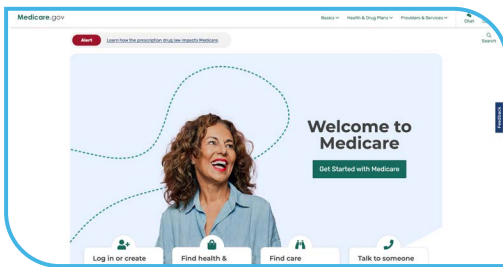 Medicare.gov
Basics
Health & Drug Plans
Providers & Services
Chat
Search
Alert
Learn how the prescription drug law impacts Medicare.
Feedback
Welcome to
Medicare
Get Started with Medicare
Log in or create
Find health &
Find care
Talk to someone